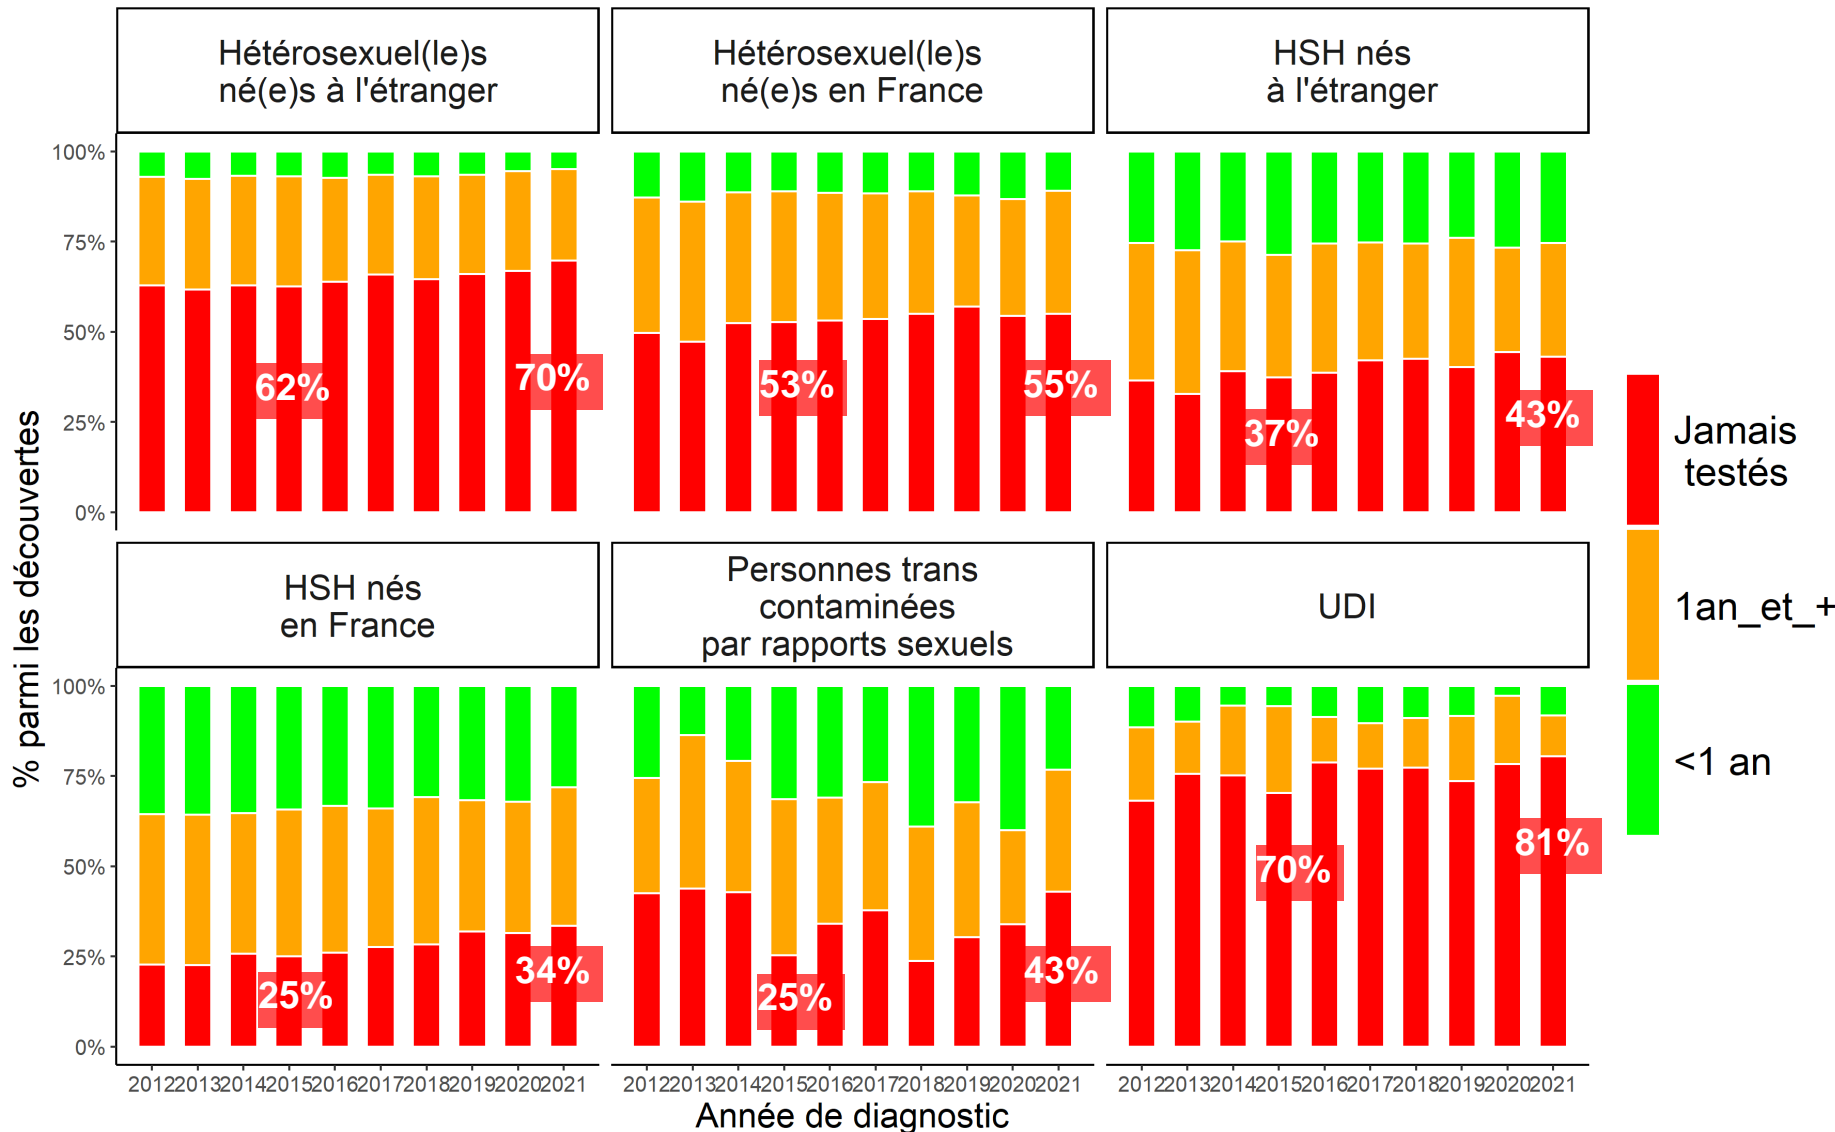 Hétérosexuel(le)s
né(e)s à l'étranger
Hétérosexuel(le)s
né(e)s en France
HSH nés
à l'étranger
100%
75%
50%
25%
0%
62%
70%
53%
55%
37%
43%
HSH nés
en France
Personnes trans
contaminées
par rapports sexuels
UDI
100%
75%
50%
25%
0%
25%
34%
25%
43%
70%
81%
2012 2013 2014 2015 2016 2017 2018 2019 2020 2021
2012 2013 2014 2015 2016 2017 2018 2019 2020 2021
2012 2013 2014 2015 2016 2017 2018 2019 2020 2021
Année de diagnostic
% parmi les découvertes
Jamais
testés
1an_et_+
<1 an